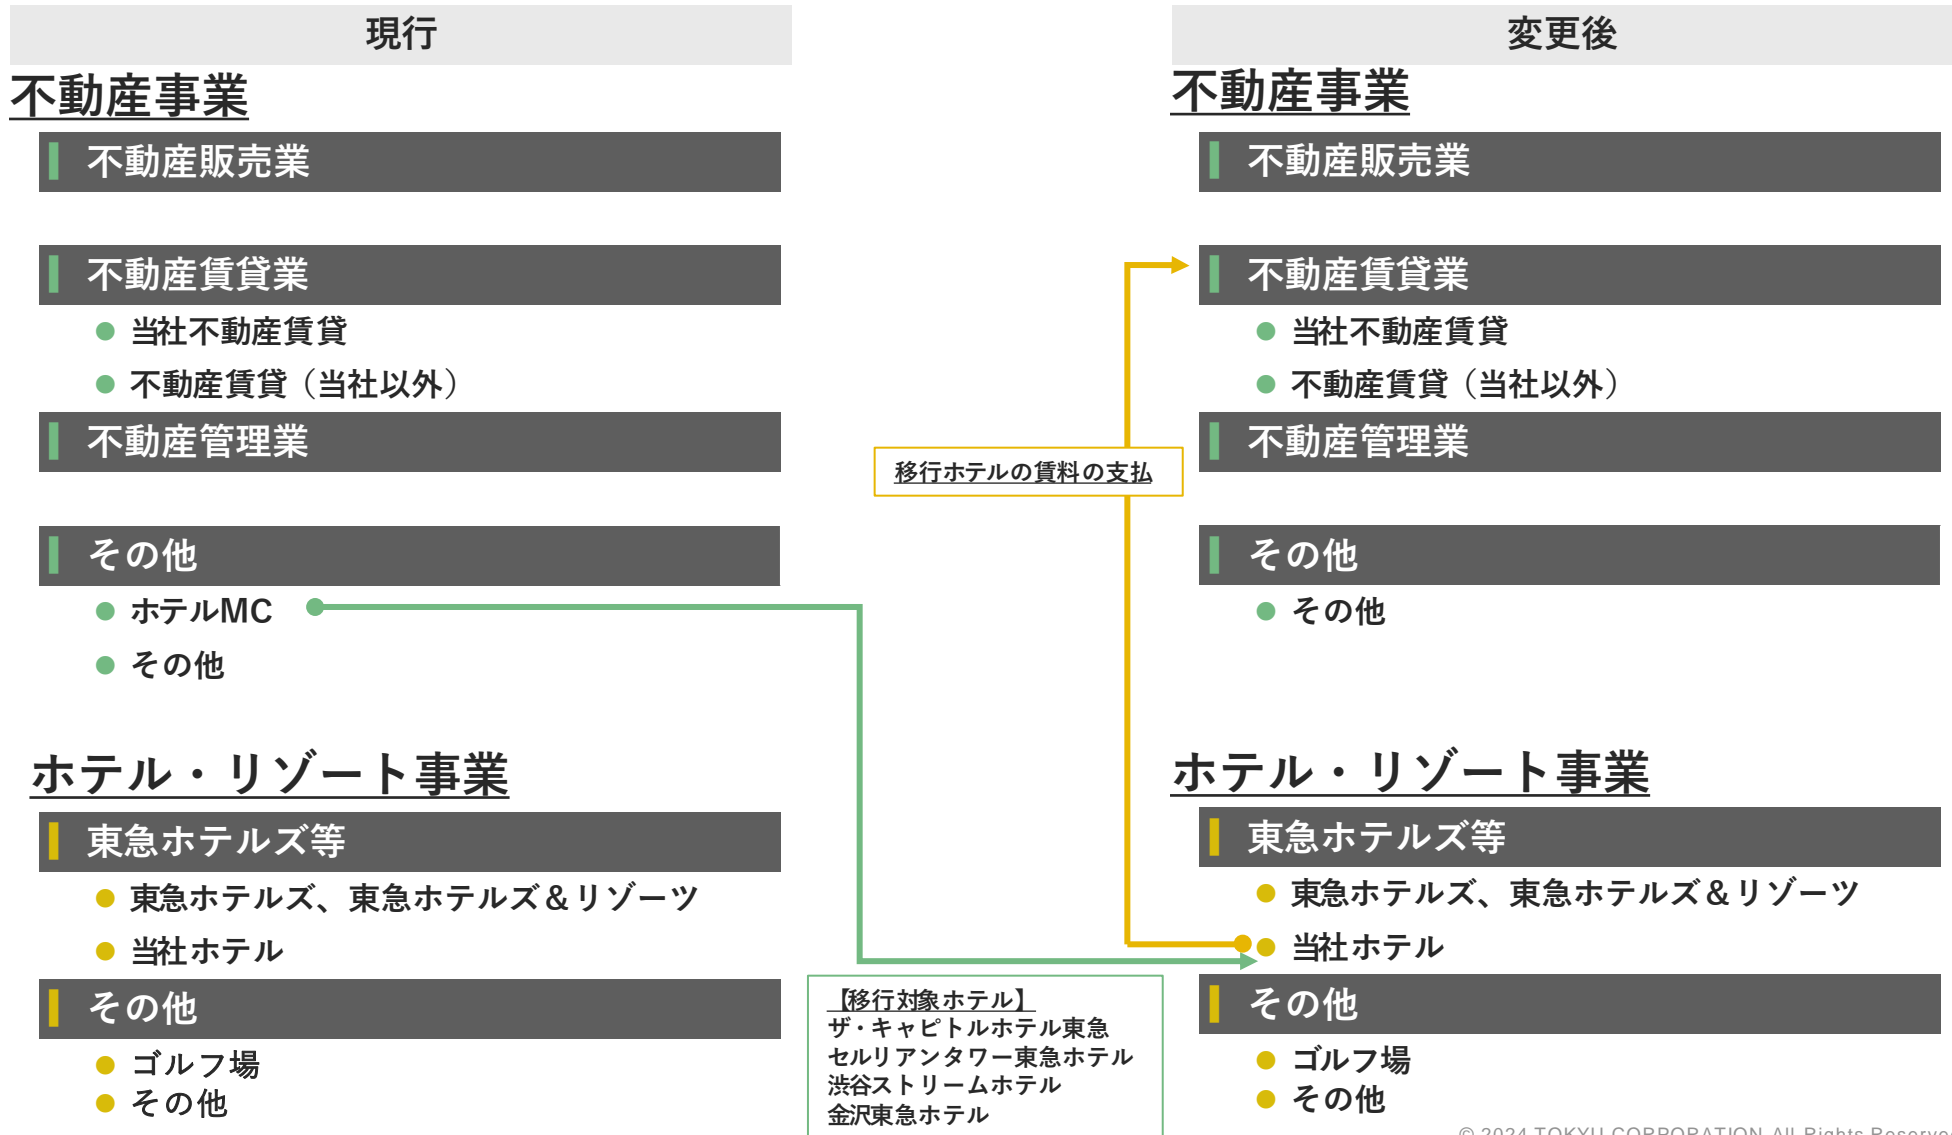 現行
不動産事業
不動産販売業
不動産賃貸業
当社不動産賃貸
不動産賃貸（当社以外）
不動産管理業
その他
ホテルMC
その他
ホテル・リゾート事業
東急ホテルズ等
東急ホテルズ、東急ホテルズ＆リゾーツ
当社ホテル
その他
ゴルフ場
その他
移行ホテルの賃料の支払
【移行対象ホテル】
ザ・キャピトルホテル東急
セルリアンタワー東急ホテル
渋谷ストリームホテル
金沢東急ホテル
変更後
不動産事業
不動産販売業
不動産賃貸業
当社不動産賃貸
不動産賃貸（当社以外）
不動産管理業
その他
その他
ホテル・リゾート事業
東急ホテルズ等
東急ホテルズ、東急ホテルズ＆リゾーツ
当社ホテル
その他
ゴルフ場
その他
© 2024 TOKYU CORPORATION All Rights Reserve